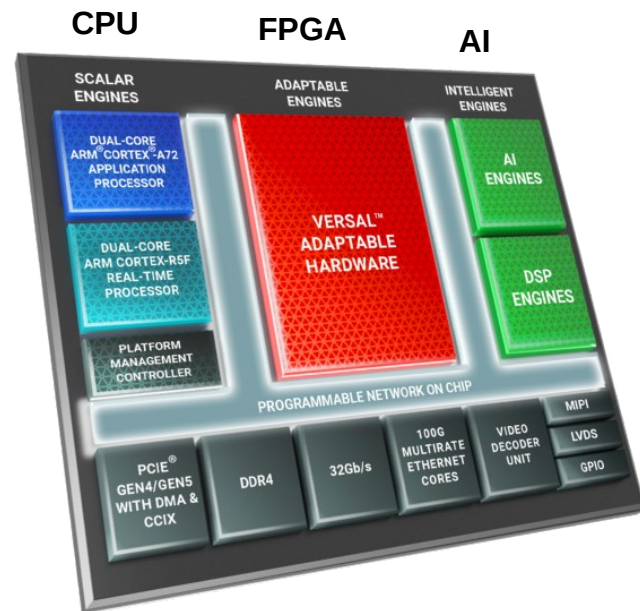 CPU
FPGA
AI
SCALAR
ENGINES
ADAPTABLE
ENGINES
INTELLIGENT
ENGINES
DUAL-CORE
ARM® CORTEX®-A72
APPLICATION
PROCESSOR
DUAL-CORE
ARM CORTEX-R5F
REAL-TIME
PROCESSOR
PLATFORM
MANAGEMENT
CONTROLLER
VERSAL™
ADAPTABLE
HARDWARE
AI
ENGINES
DSP
ENGINES
PROGRAMMABLE NETWORK ON CHIP
PCIE®
GEN4/GEN5
WITH DMA &
CCIX
DDR4
32Gb/s
100G
MULTIRATE
ETHERNET
CORES
VIDEO
DECODER
UNIT
MIPI
LVDS
GPIO